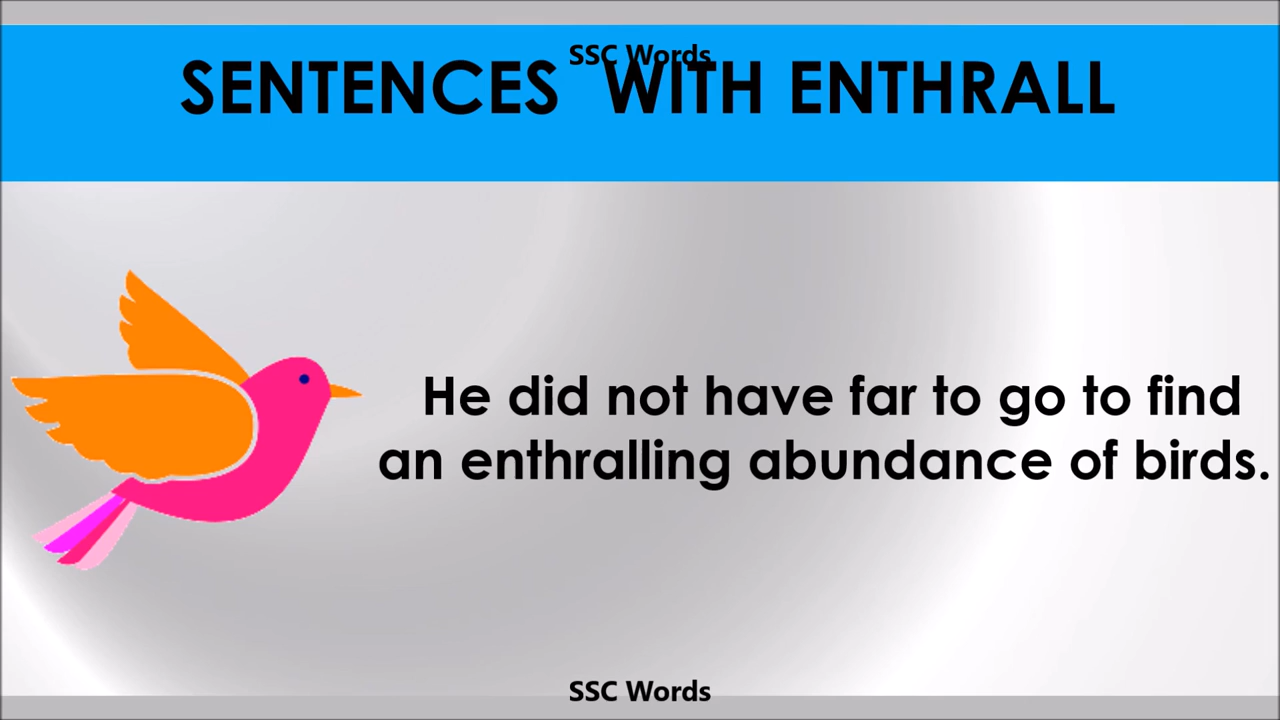 SSC Words
SENTENCES WITH ENTHRALL
He did not have far to go to find
an enthralling abundance of birds.
SSC Words